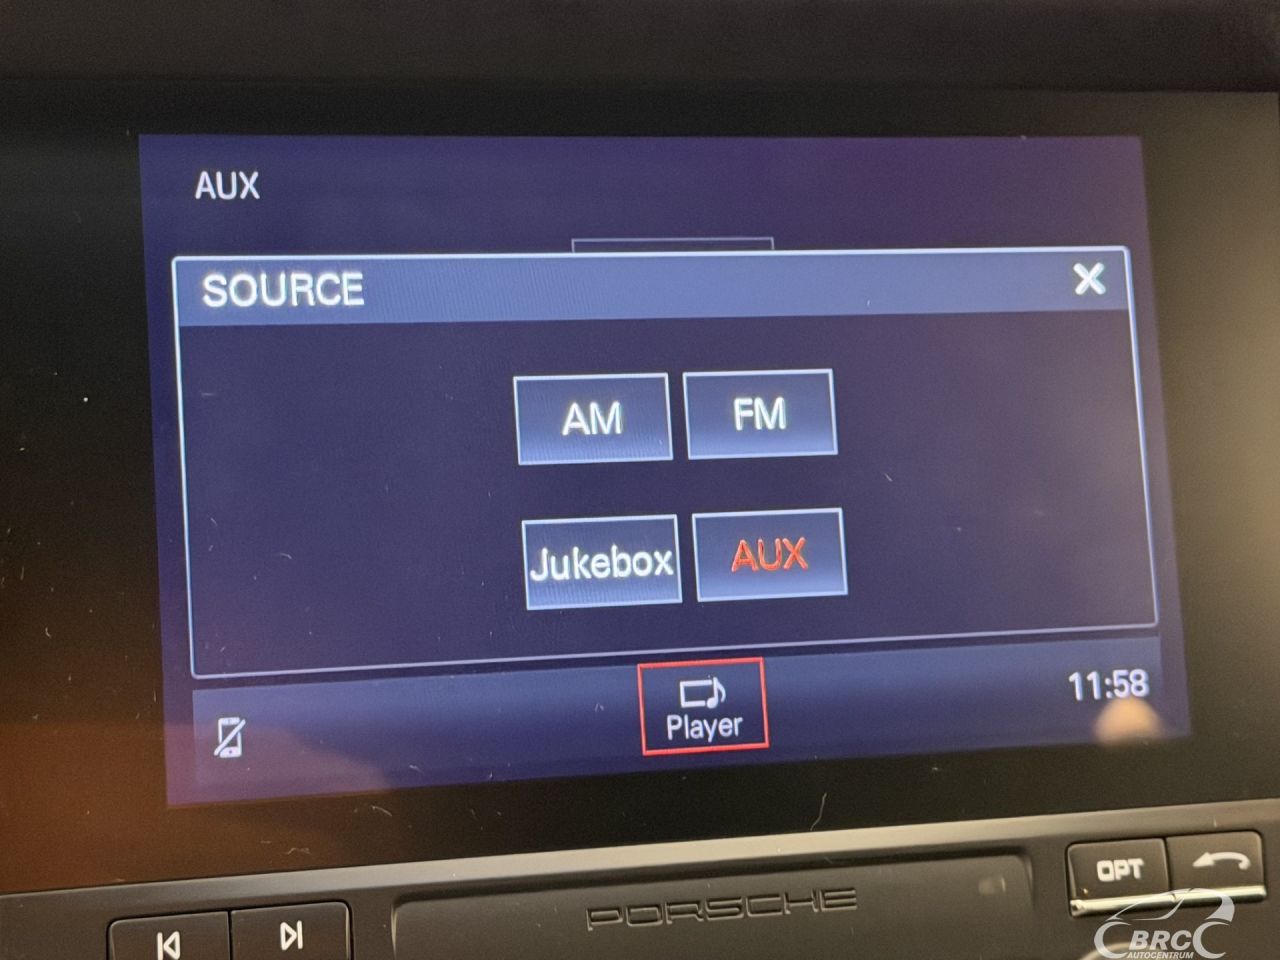 AUX
SOURCE
AM FM
Jukebox AUX
Player
11:58
PORSCHE
OPT
BRC
AUTOCENTRUM